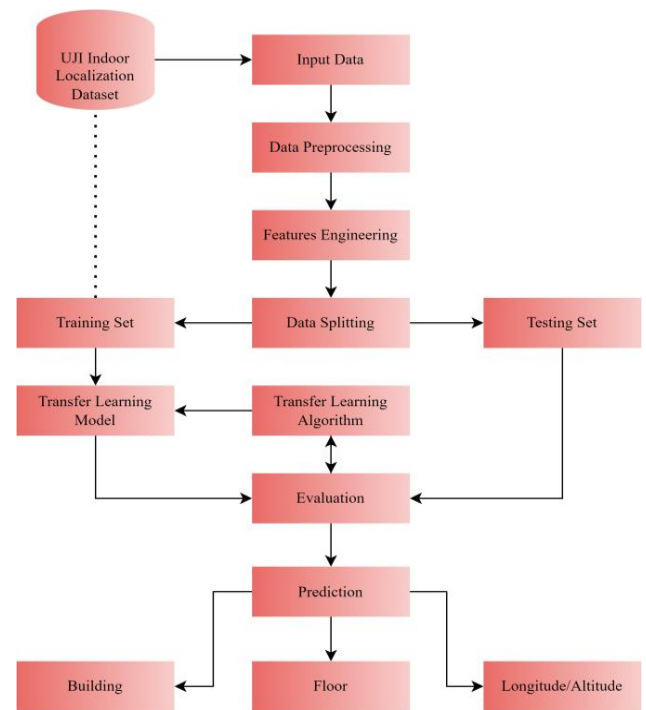 UJI Indoor
Localization
Dataset
Input Data
Data Preprocessing
Features Engineering
Training Set
Data Splitting
Testing Set
Transfer Learning
Model
Transfer Learning
Algorithm
Evaluation
Prediction
Building
Floor
Longitude/Altitude